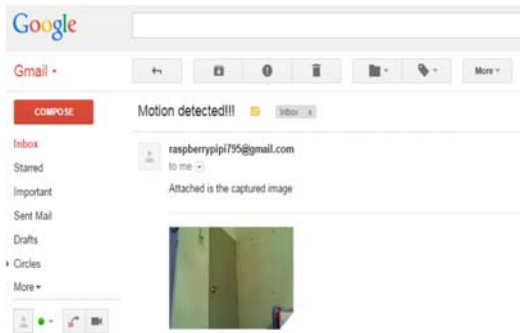 Google
Gmail
More
COMPOSE
Motion detected!!!
Inbox x
Inbox
raspberrypipi795@gmail.com
to me
Starred
Attached is the captured image
Important
Sent Mail
Drafts
Circles
More